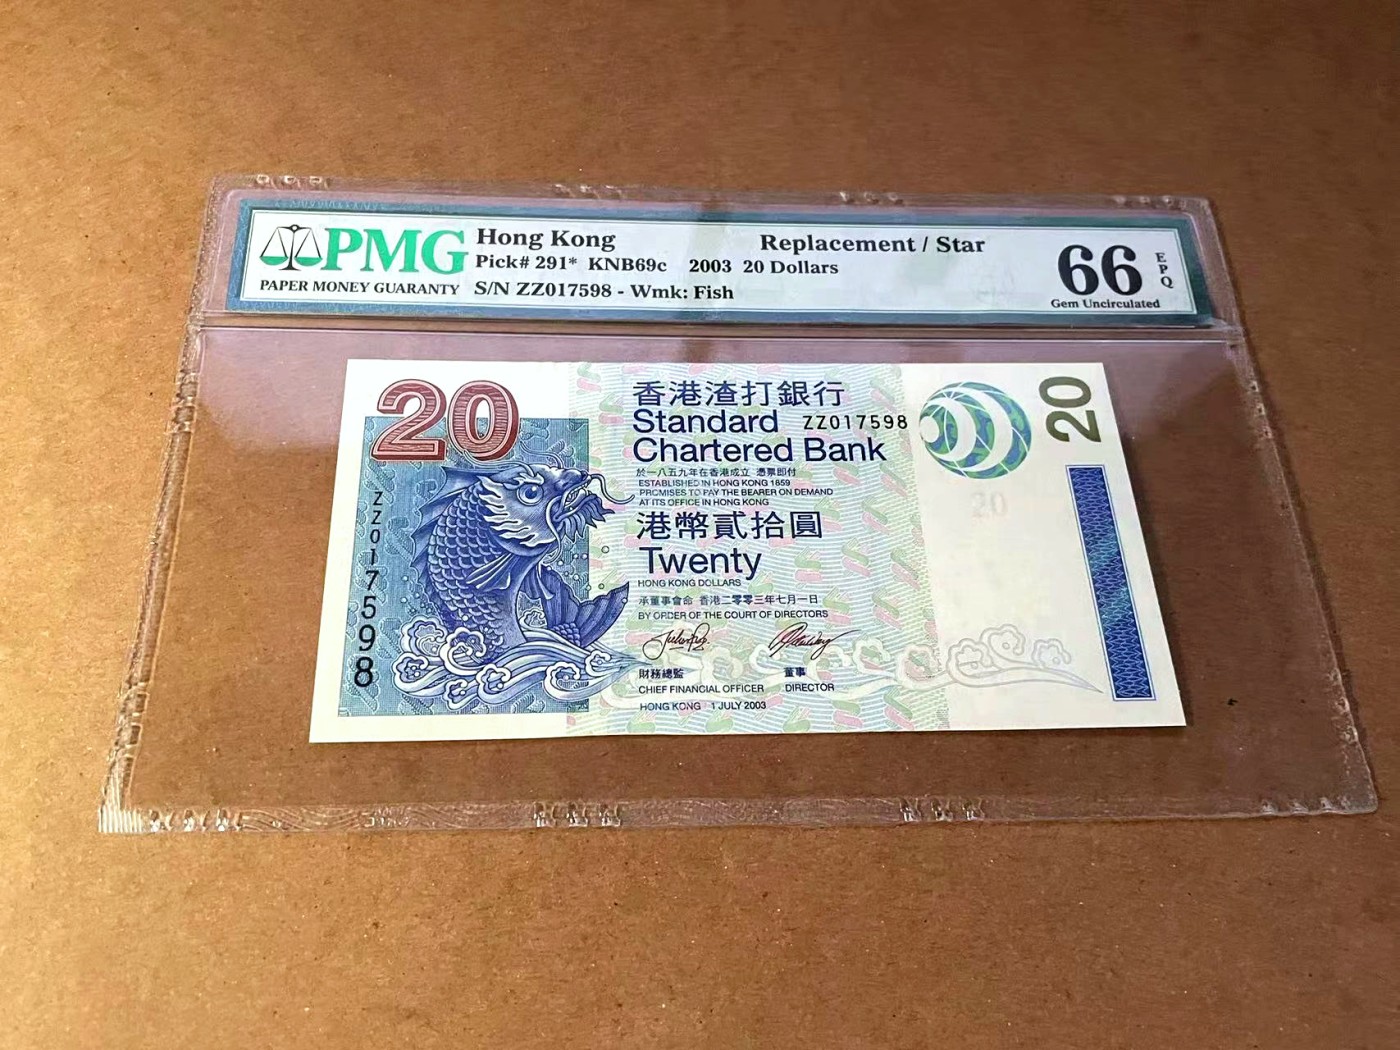 PMG
PAPER MONEY GUARANTY
Hong Kong
Replacement / Star
Pick# 291* KNB69c 2003 20 Dollars
S/N ZZ017598 - Wmk: Fish
66
EPQ
Gem Uncirculated
20
香港渣打銀行
Standard
ZZ017598
Chartered Bank
於一八五九年在香港成立 憑票即付
ESTABLISHED IN HONG KONG 1859
PROMISES TO PAY THE BEARER ON DEMAND
AT ITS OFFICE IN HONG KONG
港幣貳拾圓
Twenty
HONG KONG DOLLARS
承董事會命 香港二零零三年七月一日
BY ORDER OF THE COURT OF DIRECTORS
財務總監
董事
CHIEF FINANCIAL OFFICER
DIRECTOR
HONG KONG 1 JULY 2003
ZZ017598
20
20